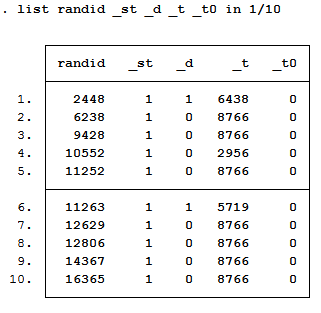 . list randid _st _d _t _t0 in 1/10
randid _st _d _t _t0
1. 2448 1 1 6438 0
2. 6238 1 0 8766 0
3. 9428 1 0 8766 0
4. 10552 1 0 2956 0
5. 11252 1 0 8766 0
6. 11263 1 1 5719 0
7. 12629 1 0 8766 0
8. 12806 1 0 8766 0
9. 14367 1 0 8766 0
10. 16365 1 0 8766 0